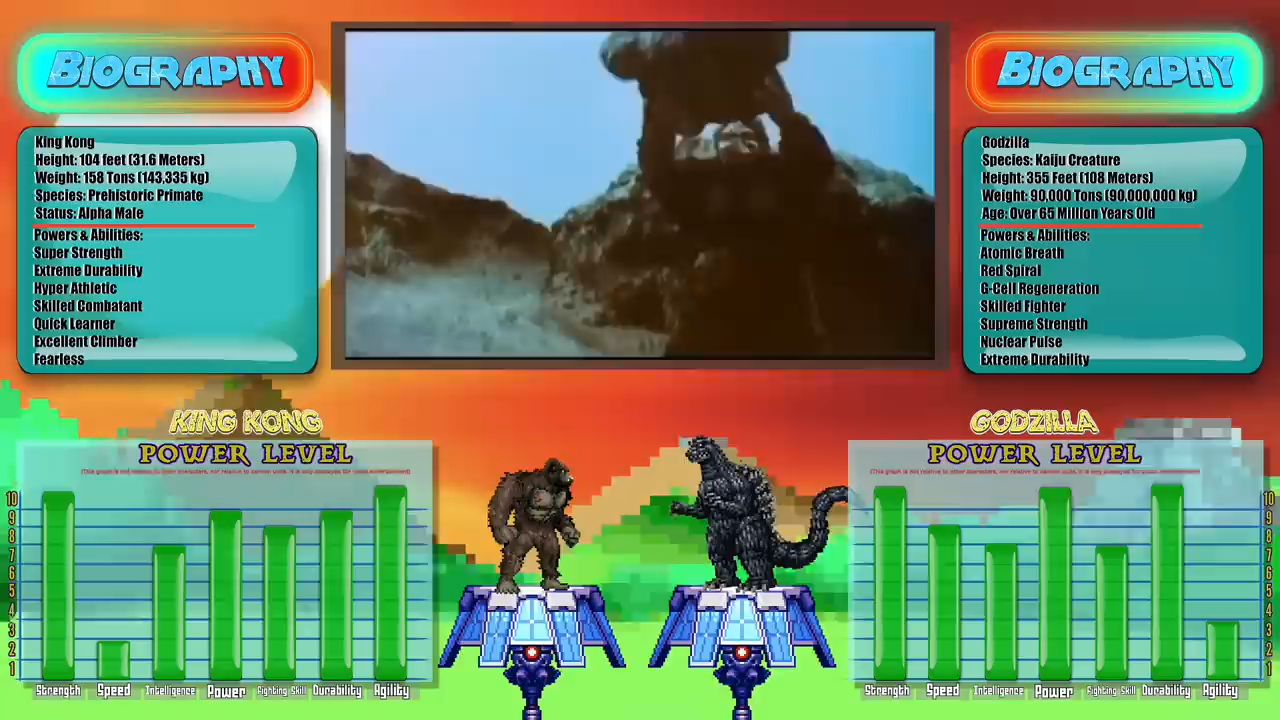 Biography
King Kong
Height: 104 feet (31.6 Meters)
Weight: 158 Tons (143,335 kg)
Species: Prehistoric Primate
Status: Alpha Male
Powers & Abilities:
Super Strength
Extreme Durability
Hyper Athletic
Skilled Combatant
Quick Learner
Excellent Climber
Fearless
Biography
Godzilla
Species: Kaiju Creature
Height: 355 Feet (108 Meters)
Weight: 90,000 Tons (90,000,000 kg)
Age: Over 65 Million Years Old
Powers & Abilities:
Atomic Breath
Red Spiral
G-Cell Regeneration
Skilled Fighter
Supreme Strength
Nuclear Pulse
Extreme Durability
KING KONG
POWER LEVEL
10
9
8
7
6
5
4
3
2
1
Strength Speed Intelligence Power Fighting Skill Durability Agility
GODZILLA
POWER LEVEL
10
9
8
7
6
5
4
3
2
1
Strength Speed Intelligence Power Fighting Skill Durability Agility